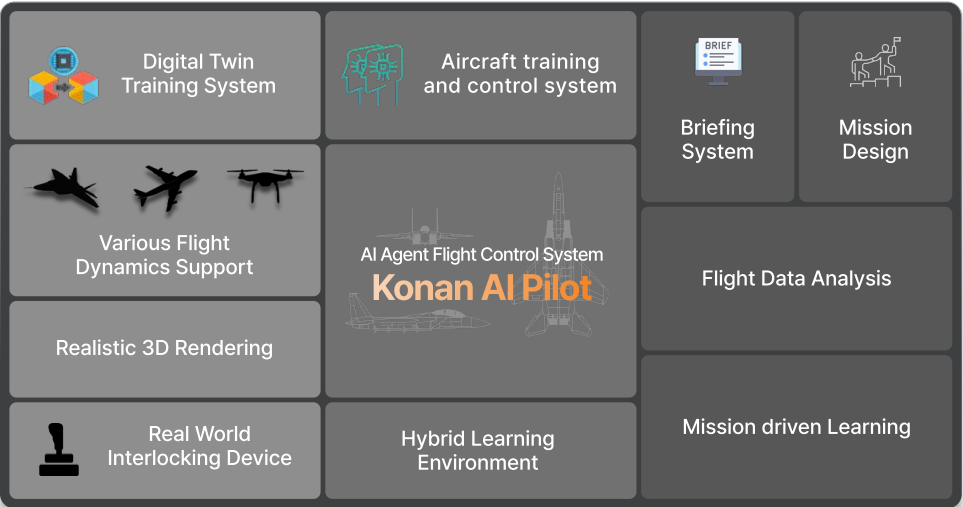 Digital Twin
Training System
Aircraft training
and control system
BRIEF
Briefing
System
Mission
Design
Various Flight
Dynamics Support
AI Agent Flight Control System
Konan AI Pilot
Flight Data Analysis
Realistic 3D Rendering
Real World
Interlocking Device
Hybrid Learning
Environment
Mission driven Learning